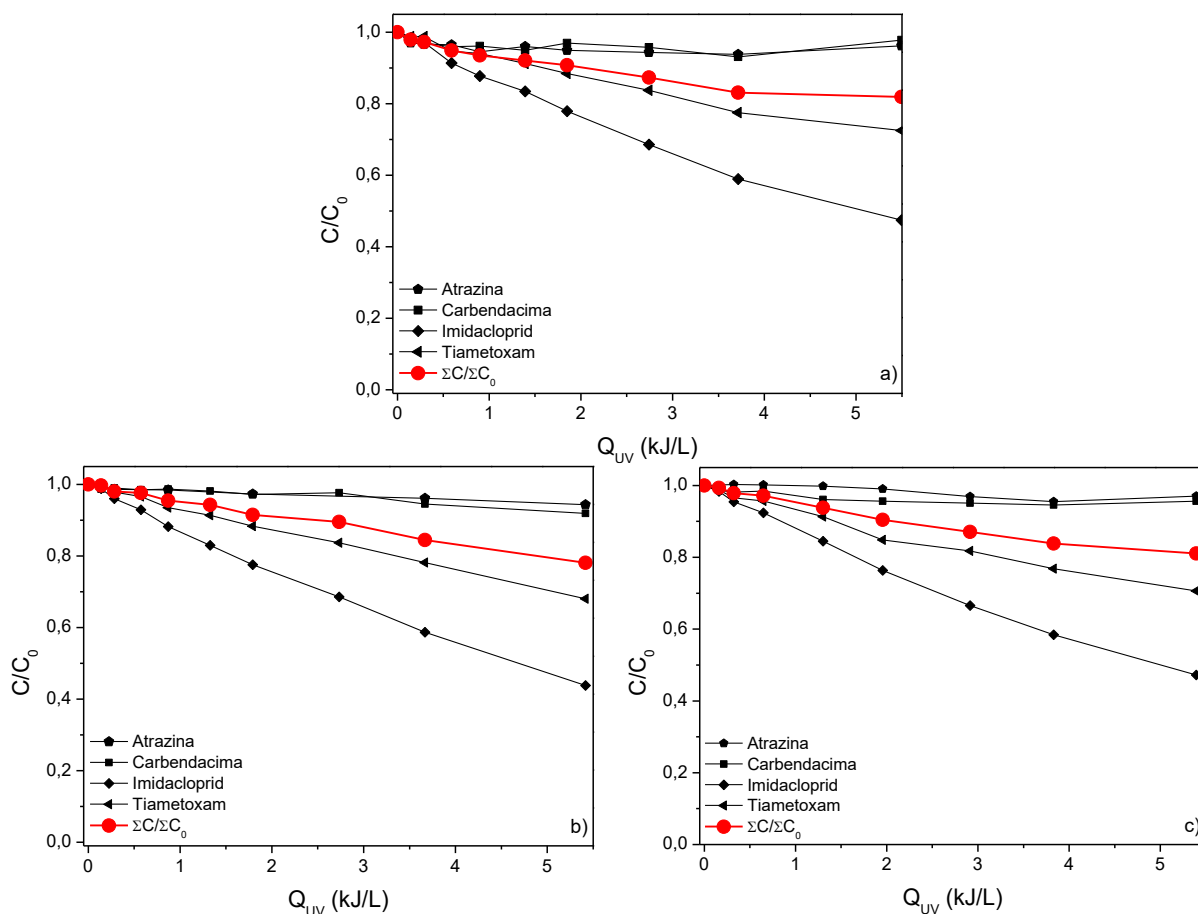 1,0
0,8
0,6
0,4
0,2
0,0
C/C0
Atrazina
Carbendacima
Imidacloprid
Tiametoxam
ΣC/ΣC0
a)
0 1 2 3 4 5
QUV (kJ/L)
1,0
0,8
0,6
0,4
0,2
0,0
C/C0
Atrazina
Carbendacima
Imidacloprid
Tiametoxam
ΣC/ΣC0
b)
0 1 2 3 4 5
QUV (kJ/L)
1,0
0,8
0,6
0,4
0,2
0,0
C/C0
Atrazina
Carbendacima
Imidacloprid
Tiametoxam
ΣC/ΣC0
c)
0 1 2 3 4 5
QUV (kJ/L)